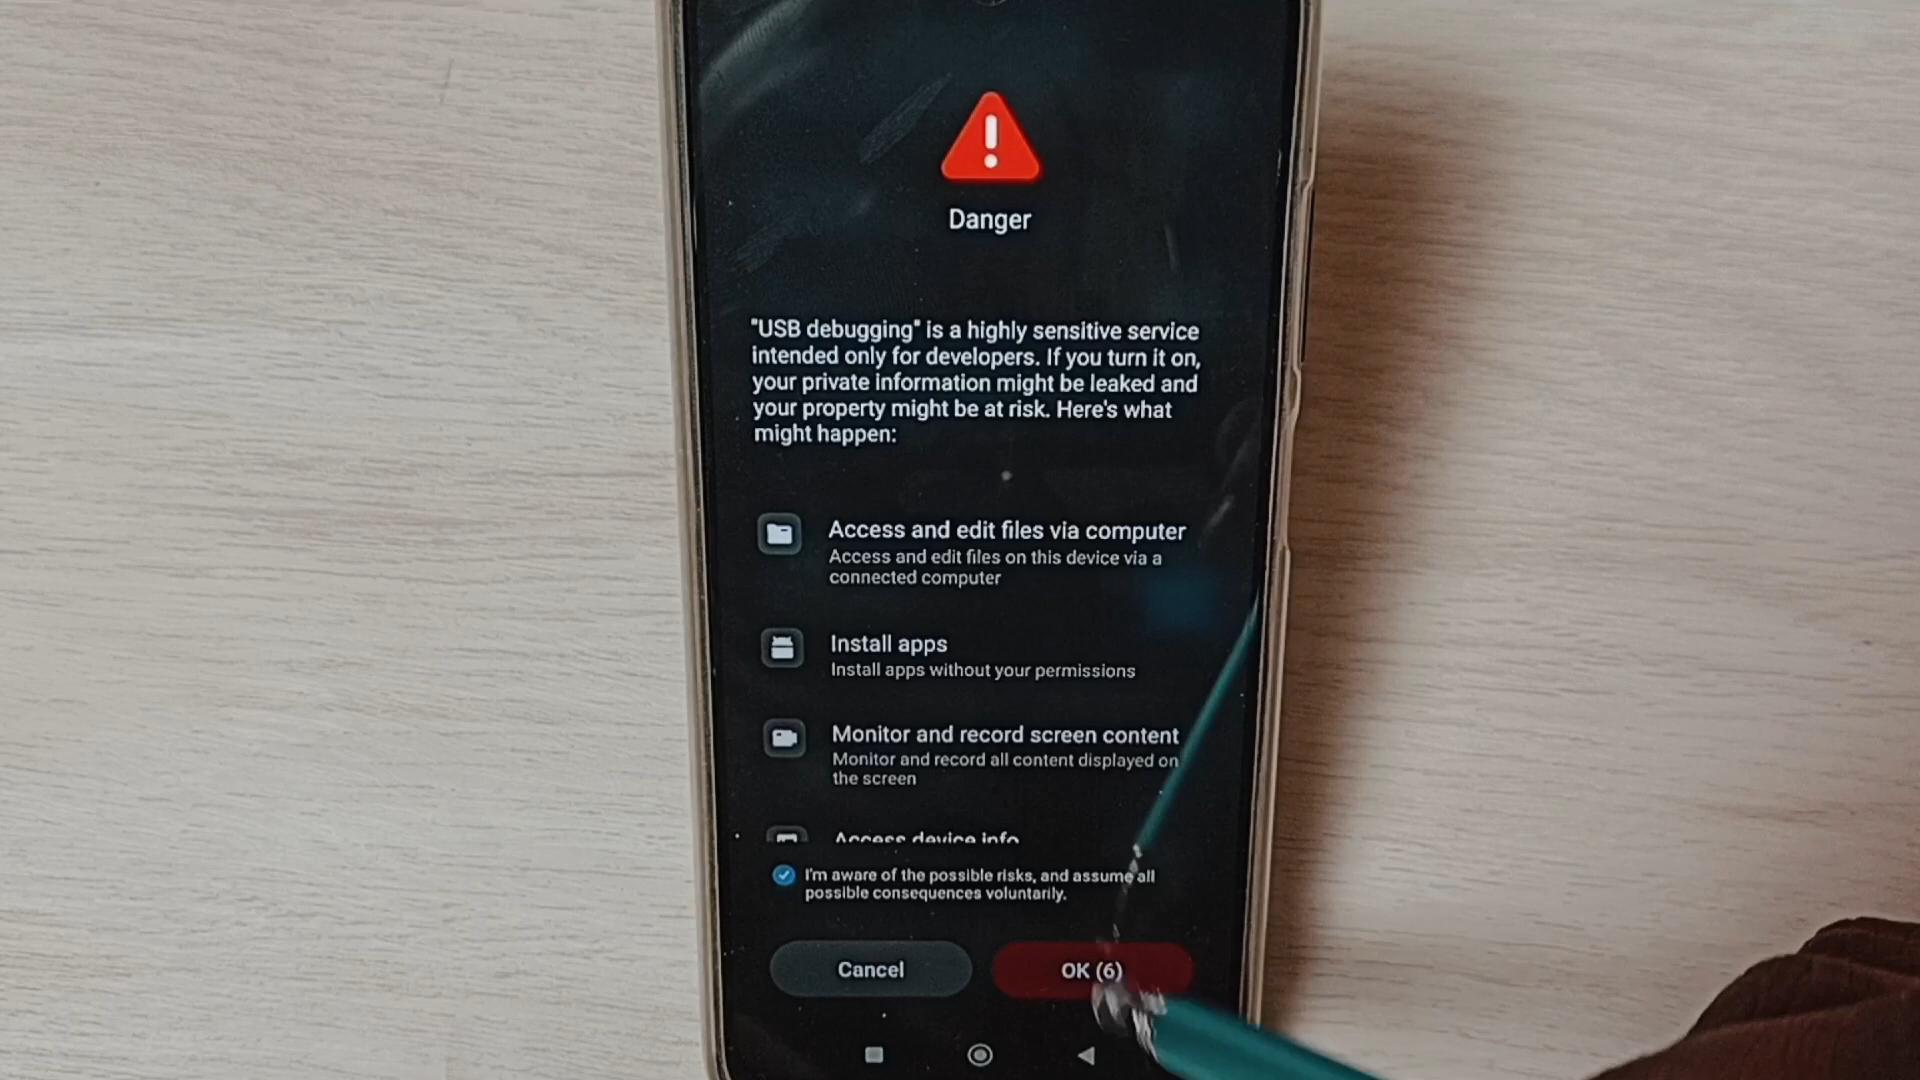 Danger
"USB debugging" is a highly sensitive service
intended only for developers. If you turn it on,
your private information might be leaked and
your property might be at risk. Here's what
might happen:
Access and edit files via computer
Access and edit files on this device via a
connected computer
Install apps
Install apps without your permissions
Monitor and record screen content
Monitor and record all content displayed on
the screen
Access device info
I'm aware of the possible risks, and assume all
possible consequences voluntarily.
Cancel
OK (6)